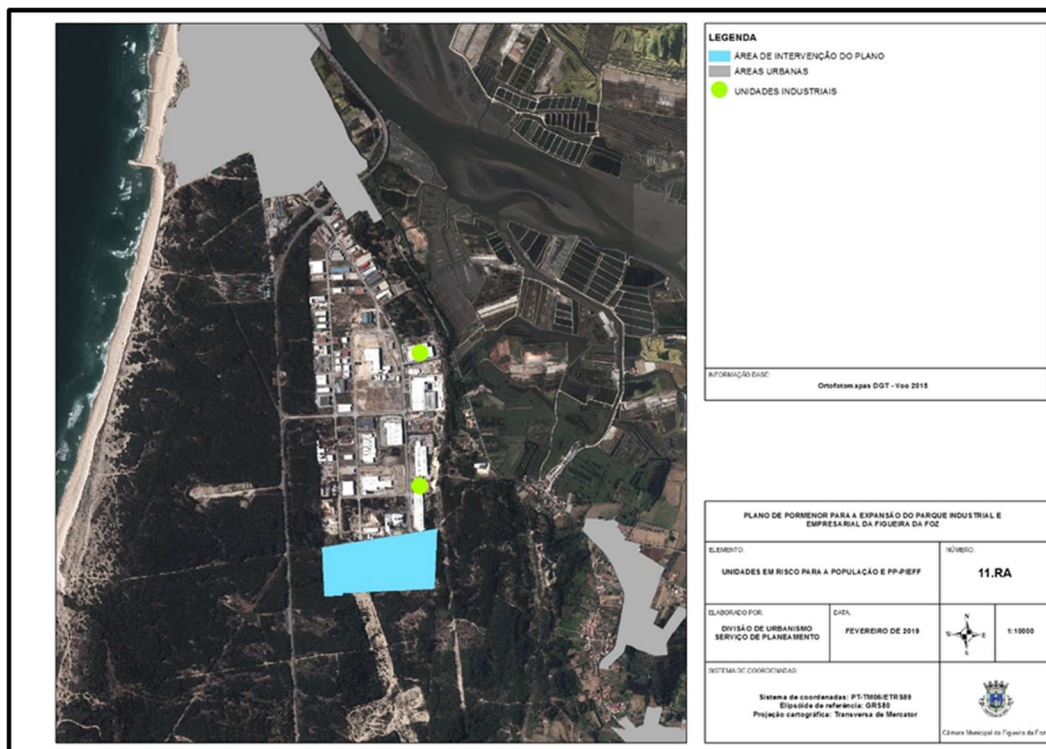 LEGENDA
ÁREA DE INTERVENÇÃO DO PLANO
ÁREAS URBANAS
UNIDADES INDUSTRIAIS
INFORMAÇÃO BASE:
Ortofotomapas DGT - Voo 2015
PLANO DE PORMENOR PARA A EXPANSÃO DO PARQUE INDUSTRIAL E
EMPRESARIAL DA FIGUEIRA DA FOZ
ELEMENTO:
UNIDADES EM RISCO PARA A POPULAÇÃO E PP-PIEFF
NÚMERO:
11.RA
ELABORADO POR:
DIVISÃO DE URBANISMO
SERVIÇO DE PLANEAMENTO
DATA:
FEVEREIRO DE 2019
N
W E
S
1:10000
SISTEMA DE COORDENADAS:
Sistema de coordenadas: PT-TM06/ETRS89
Elipsóide de referência: GRS80
Projeção cartográfica: Transversa de Mercator
Câmara Municipal da Figueira da Foz